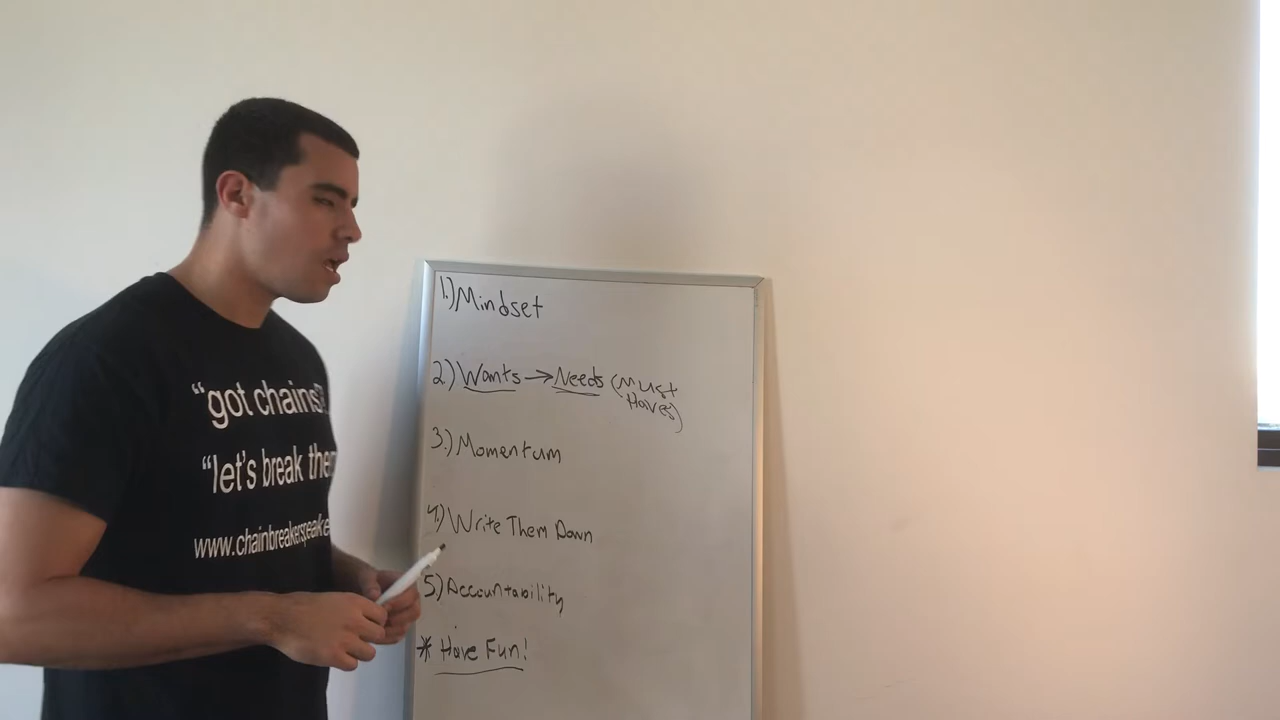 "got chains
"let's break them
www.chainbreakerspeaker
1.) Mindset
2.) Wants → Needs (Must
Haves)
3.) Momentum
4.) Write Them Down
5) Accountability
* Have Fun!